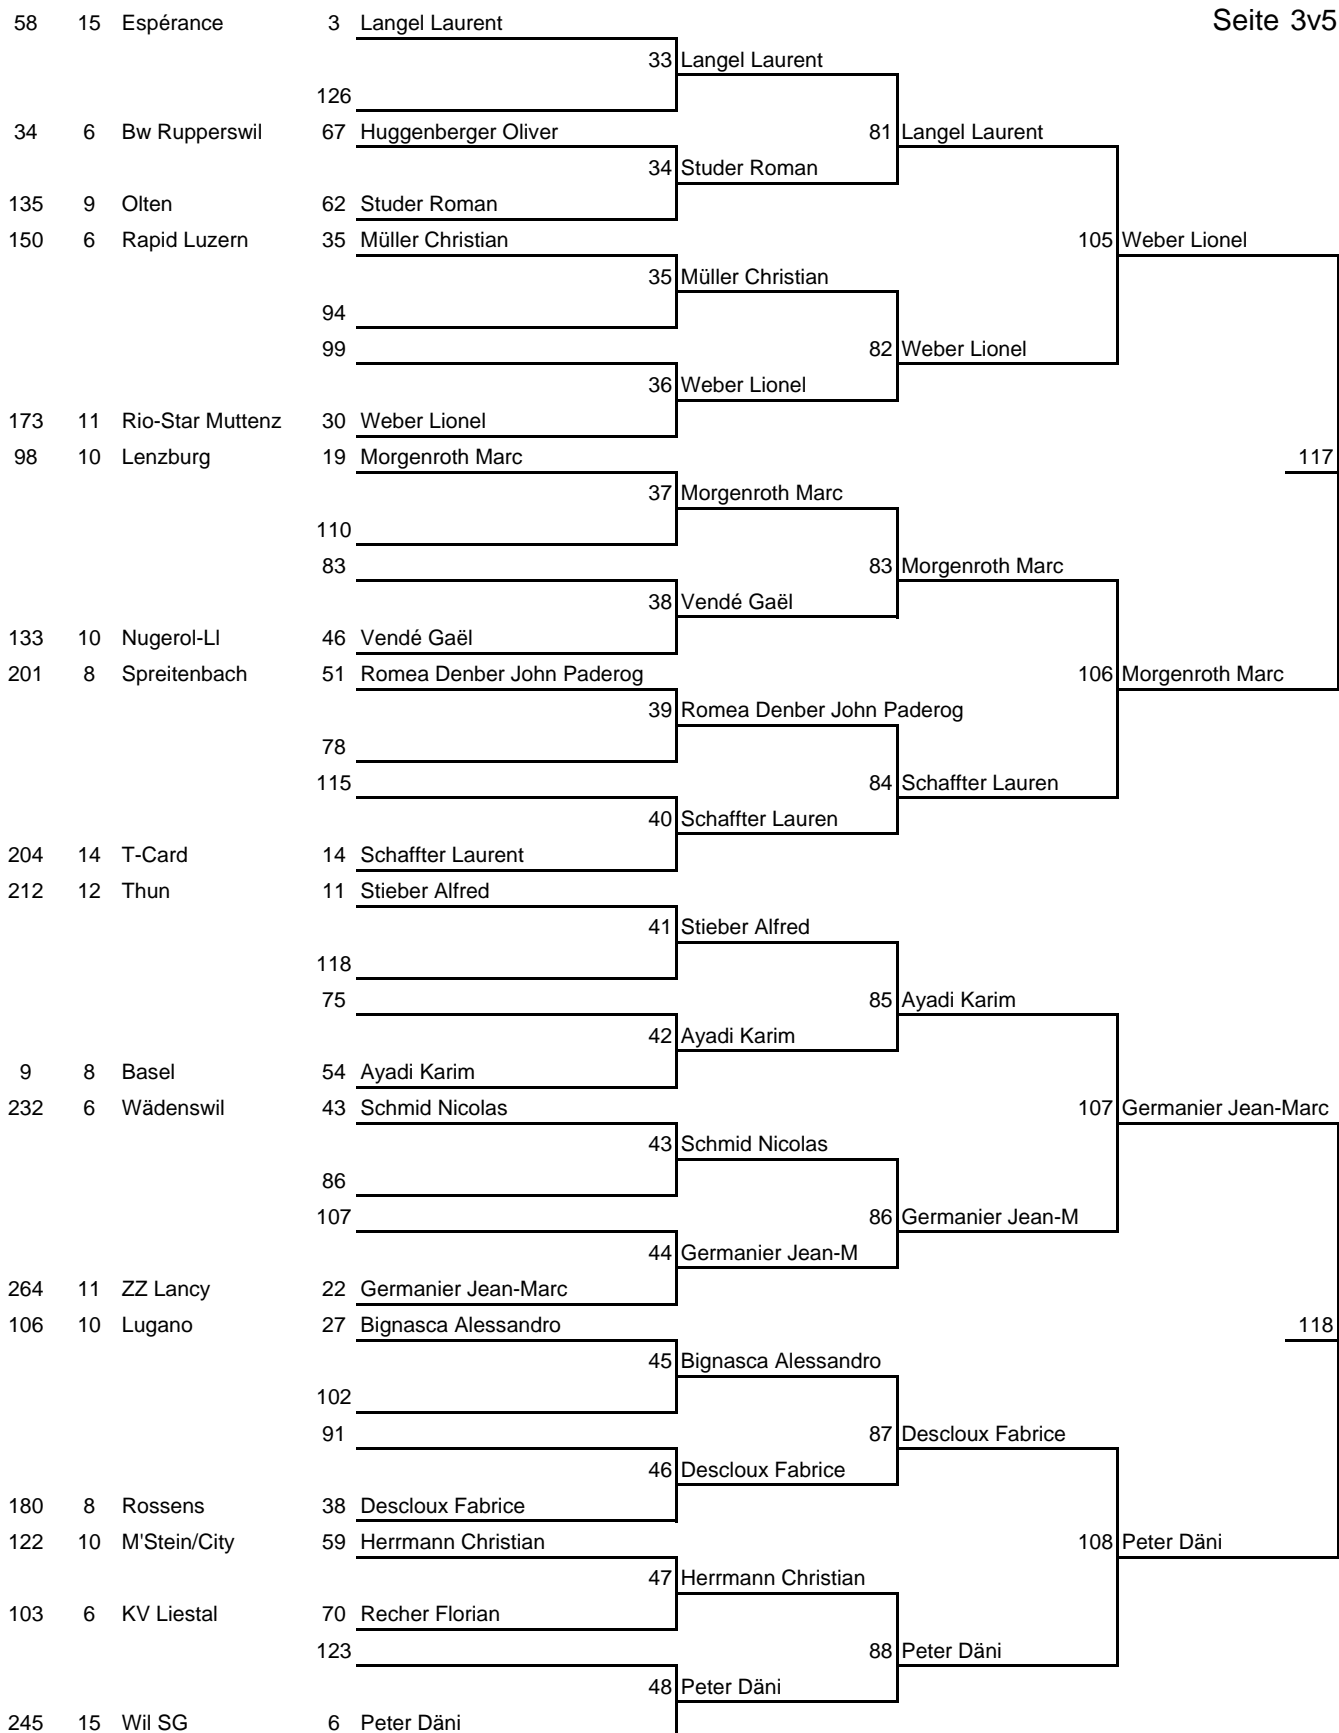 58 15 Espérance 3 Langel Laurent Seite 3v5
33 Langel Laurent
126
34 6 Bw Rupperswil 67 Huggenberger Oliver 81 Langel Laurent
34 Studer Roman
135 9 Olten 62 Studer Roman
150 6 Rapid Luzern 35 Müller Christian 105 Weber Lionel
35 Müller Christian
94
99 82 Weber Lionel
36 Weber Lionel
173 11 Rio-Star Muttenz 30 Weber Lionel
98 10 Lenzburg 19 Morgenroth Marc 117
37 Morgenroth Marc
110
83 83 Morgenroth Marc
38 Vendé Gaël
133 10 Nugerol-Ll 46 Vendé Gaël
201 8 Spreitenbach 51 Romea Denber John Paderog 106 Morgenroth Marc
39 Romea Denber John Paderog
78
115 84 Schaffter Lauren
40 Schaffter Lauren
204 14 T-Card 14 Schaffter Laurent
212 12 Thun 11 Stieber Alfred
41 Stieber Alfred
118
75 85 Ayadi Karim
42 Ayadi Karim
9 8 Basel 54 Ayadi Karim
232 6 Wädenswil 43 Schmid Nicolas 107 Germanier Jean-Marc
43 Schmid Nicolas
86
107 86 Germanier Jean-M
44 Germanier Jean-M
264 11 ZZ Lancy 22 Germanier Jean-Marc
106 10 Lugano 27 Bignasca Alessandro 118
45 Bignasca Alessandro
102
91 87 Descloux Fabrice
46 Descloux Fabrice
180 8 Rossens 38 Descloux Fabrice
122 10 M'Stein/City 59 Herrmann Christian 108 Peter Däni
47 Herrmann Christian
103 6 KV Liestal 70 Recher Florian
123 88 Peter Däni
48 Peter Däni
245 15 Wil SG 6 Peter Däni